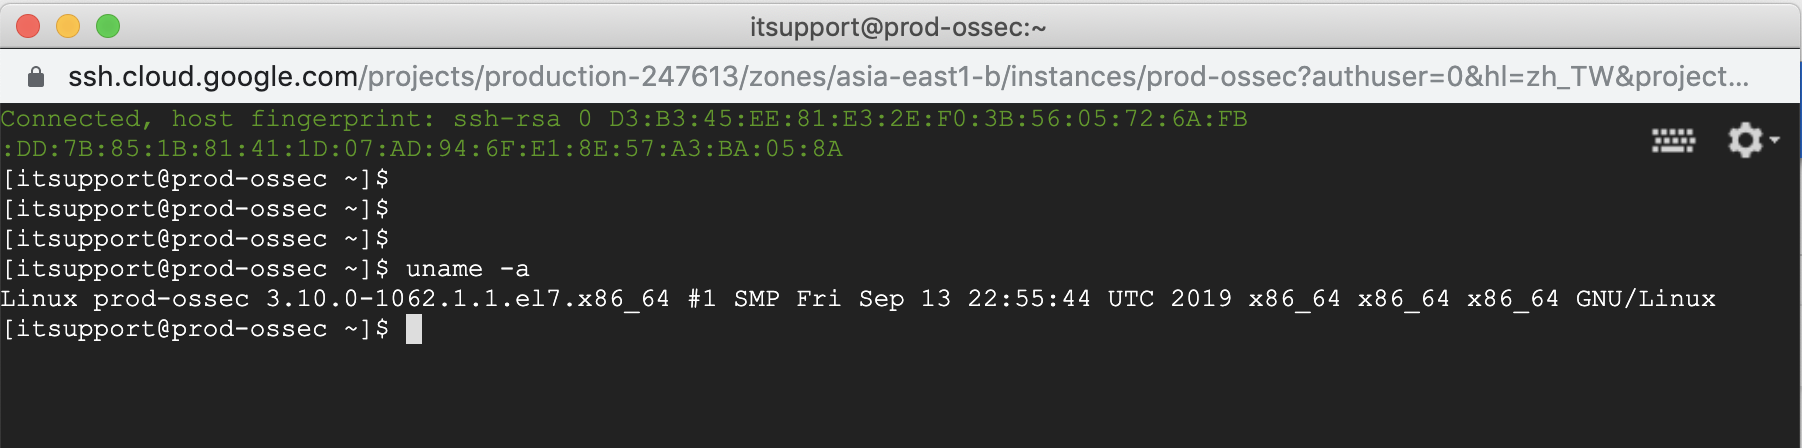 itsupport@prod-ossec:~
ssh.cloud.google.com/projects/production-247613/zones/asia-east1-b/instances/prod-ossec?authuser=0&hl=zh_TW&project...
Connected, host fingerprint: ssh-rsa 0 D3:B3:45:EE:81:E3:2E:F0:3B:56:05:72:6A:FB
:DD:7B:85:1B:81:41:1D:07:AD:94:6F:E1:8E:57:A3:BA:05:8A
[itsupport@prod-ossec ~]$
[itsupport@prod-ossec ~]$
[itsupport@prod-ossec ~]$
[itsupport@prod-ossec ~]$ uname -a
Linux prod-ossec 3.10.0-1062.1.1.el7.x86_64 #1 SMP Fri Sep 13 22:55:44 UTC 2019 x86_64 x86_64 x86_64 GNU/Linux
[itsupport@prod-ossec ~]$